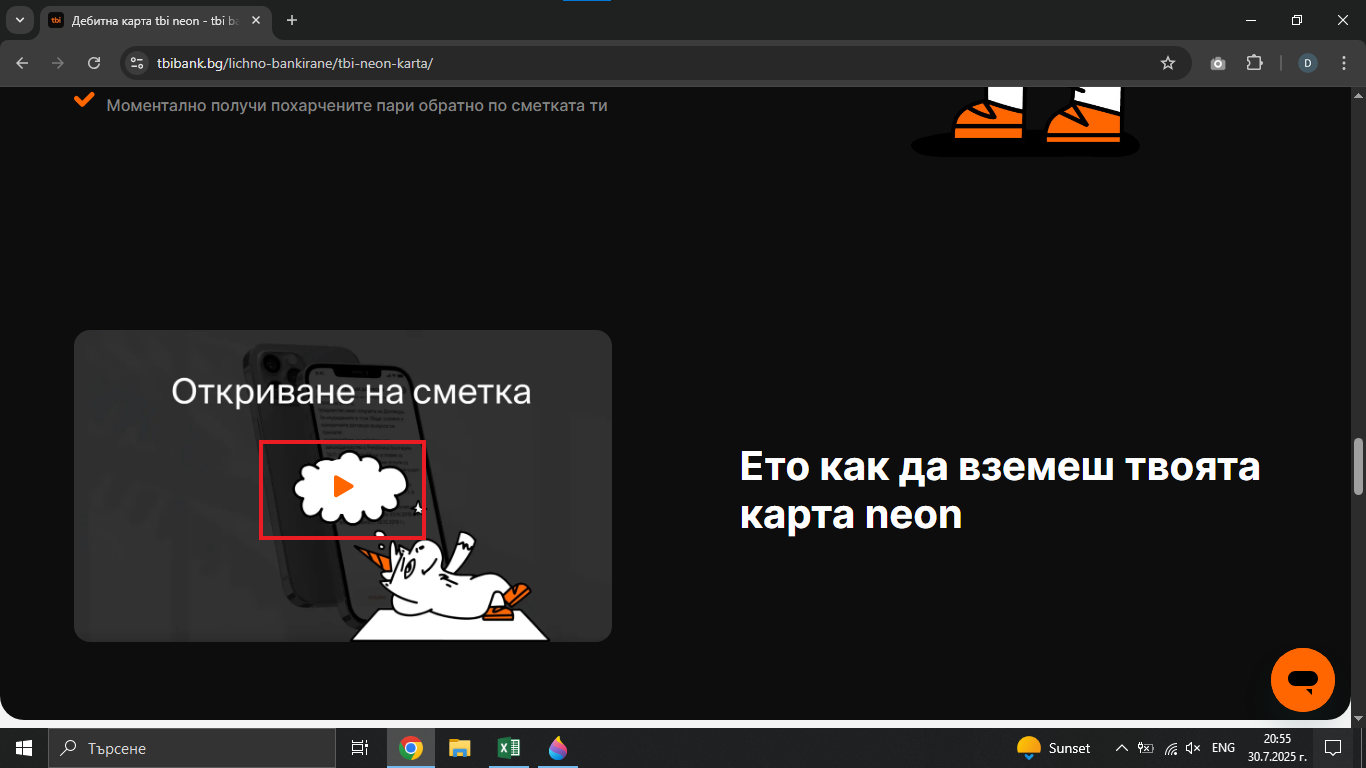 tbi
Дебитна карта tbi neon - tbi ba
tbibank.bg/lichno-bankirane/tbi-neon-karta/
D
Моментално получи похарчените пари обратно по сметката ти
Откриване на сметка
Ето как да вземеш твоята
карта neon
Търсене
Sunset
ENG
20:55
30.7.2025 г.